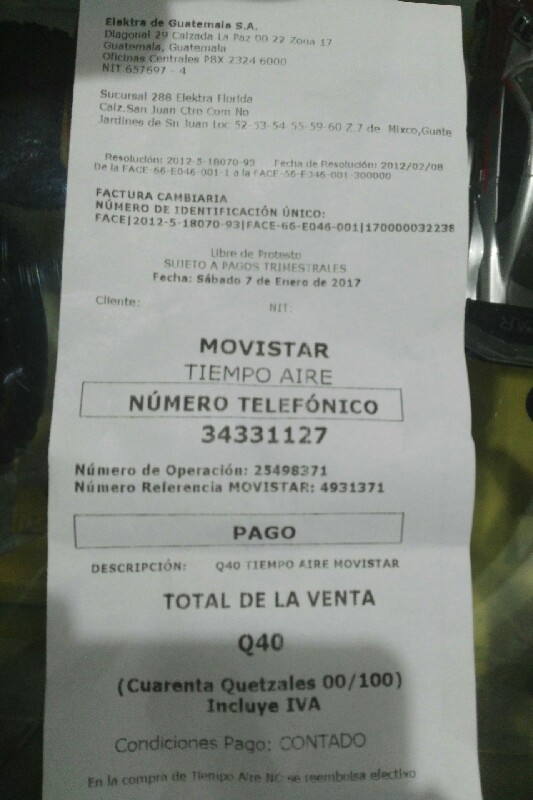 Elektra de Guatemala S.A.
Diagonal 29 Calzada La Paz 00 22 Zona 17
Guatemala, Guatemala
Oficinas Centrales PBX 2324 6000
NIT 657697 - 4
Sucursal 288 Elektra Florida
Calz.San Juan Ctro Com No
Jardines de Sn Juan Loc 52-53-54-55-59-60 Z.7 de Mixco,Guate
Resolución: 2012-5-18070-93 Fecha de Resolución: 2012/02/08
De la FACE-66-E046-001-1 a la FACE-66-E046-001-300000
FACTURA CAMBIARIA
NÚMERO DE IDENTIFICACIÓN ÚNICO:
FACE|2012-5-18070-93|FACE-66-E046-001|170000032238
Libre de Protesto
SUJETO A PAGOS TRIMESTRALES
Fecha: Sábado 7 de Enero de 2017
Cliente: NIT:
MOVISTAR
TIEMPO AIRE
NÚMERO TELEFÓNICO
34331127
Número de Operación: 25498371
Número Referencia MOVISTAR: 4931371
PAGO
DESCRIPCIÓN: Q40 TIEMPO AIRE MOVISTAR
TOTAL DE LA VENTA
Q40
(Cuarenta Quetzales 00/100)
Incluye IVA
Condiciones Pago: CONTADO
En la compra de Tiempo Aire NO se reembolsa efectivo